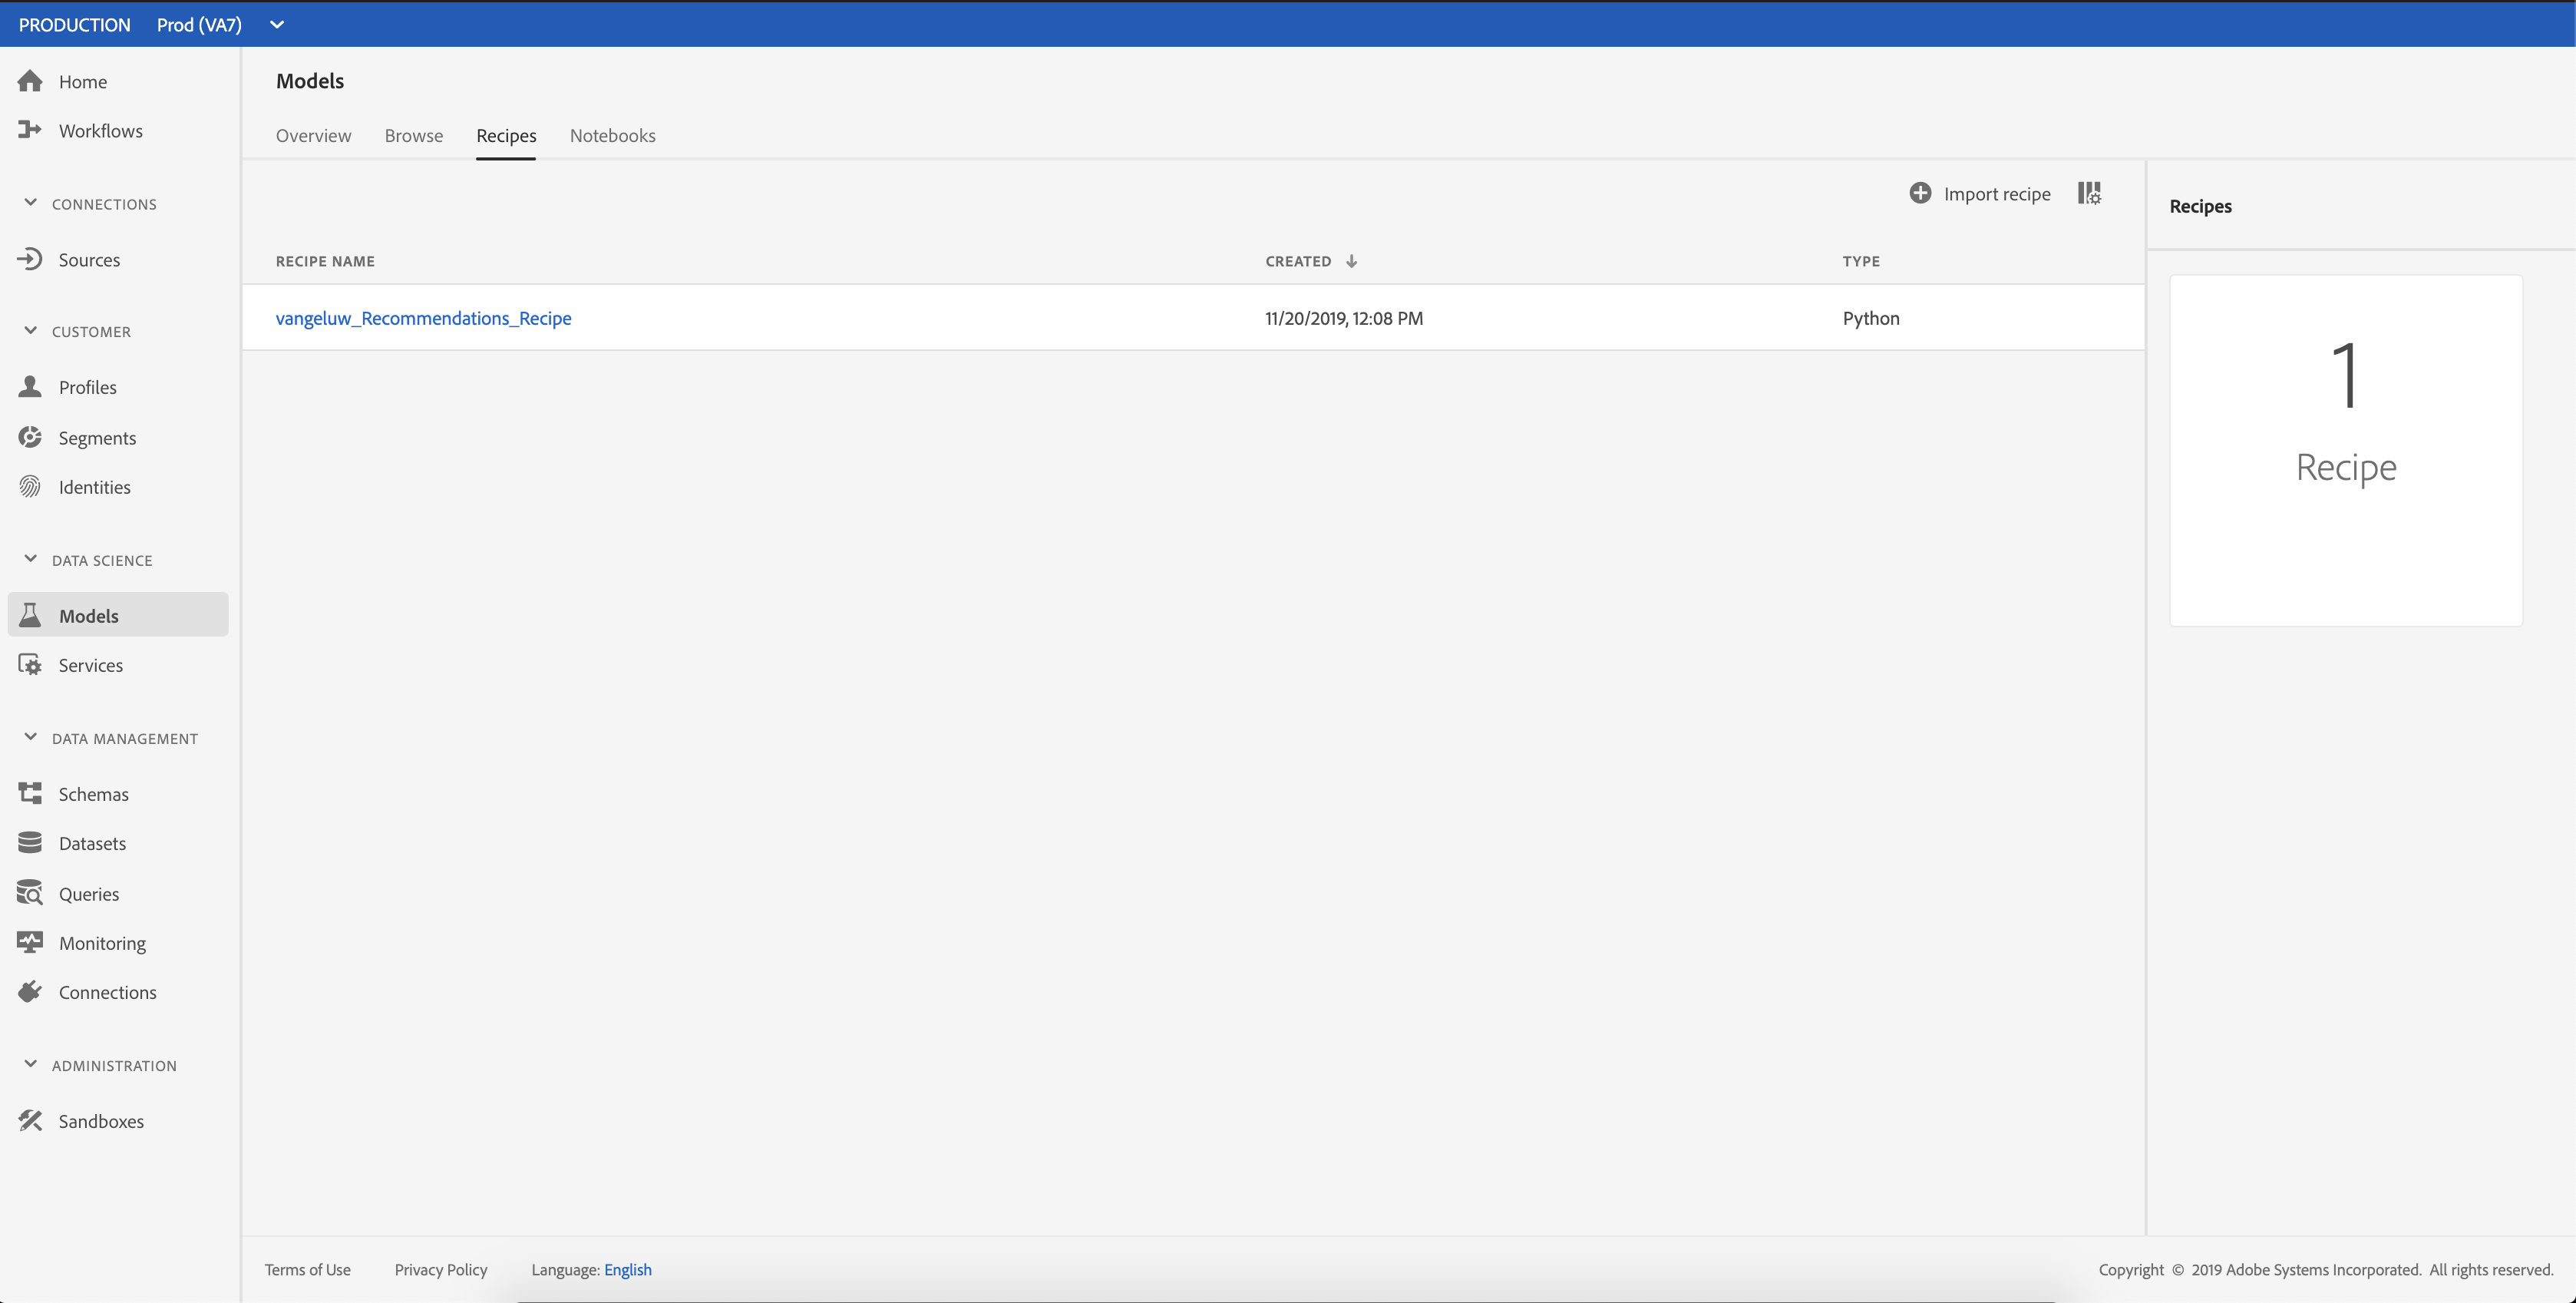 PRODUCTION Prod (VA7)
Home
Workflows
CONNECTIONS
Sources
CUSTOMER
Profiles
Segments
Identities
DATA SCIENCE
Models
Services
DATA MANAGEMENT
Schemas
Datasets
Queries
Monitoring
Connections
ADMINISTRATION
Sandboxes
Models
Overview Browse Recipes Notebooks
Import recipe
RECIPE NAME CREATED TYPE
vangeluw_Recommendations_Recipe 11/20/2019, 12:08 PM Python
Recipes
1
Recipe
Terms of Use Privacy Policy Language: English Copyright © 2019 Adobe Systems Incorporated. All rights reserved.